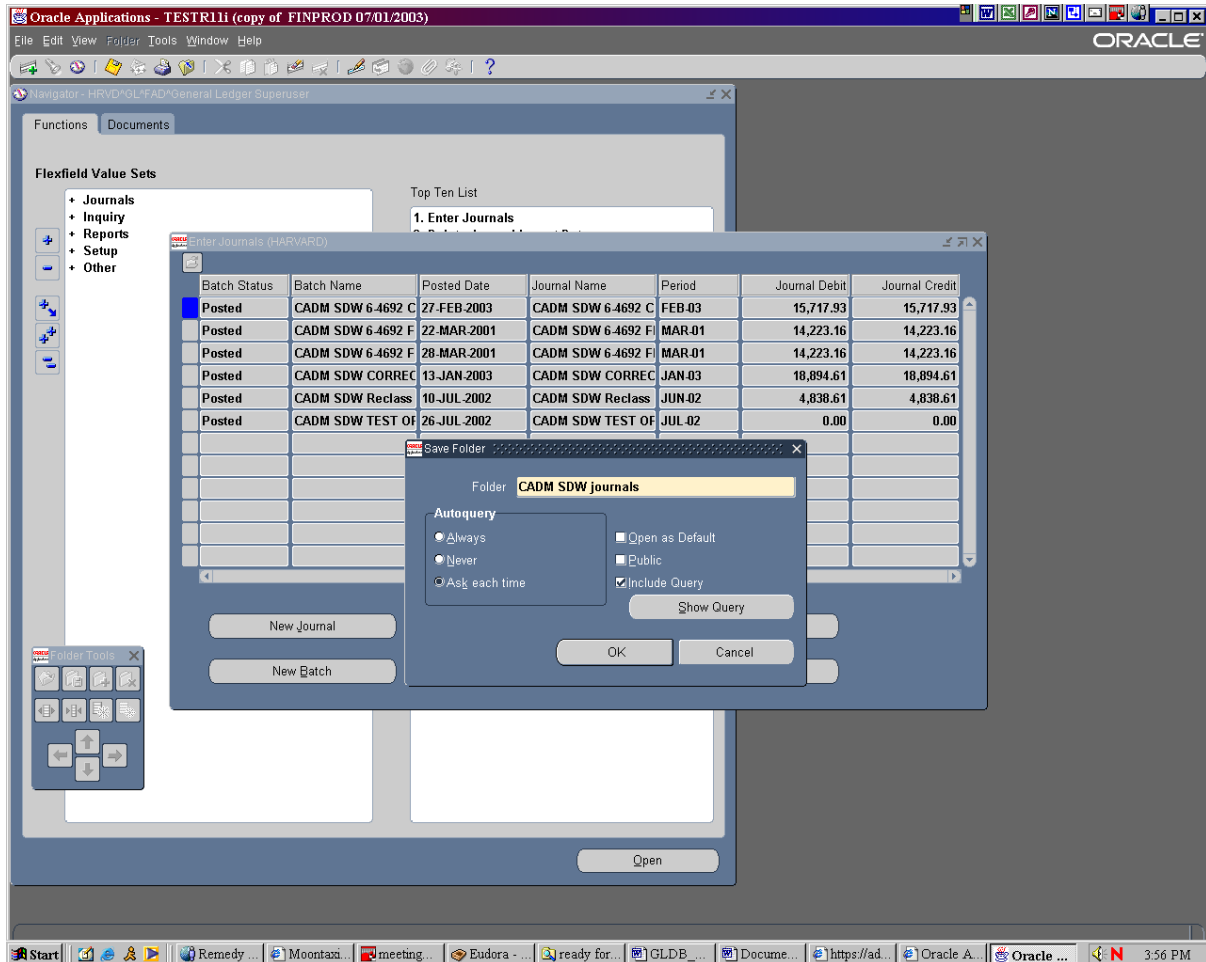 Oracle Applications - TESTR11i (copy of FINPROD 07/01/2003)
File Edit View Folder Tools Window Help
ORACLE
Navigator - HRVD^GL^FAD^General Ledger Superuser
Functions Documents
Flexfield Value Sets
Top Ten List
+ Journals
+ Inquiry
+ Reports
+ Setup
+ Other
1. Enter Journals
Enter Journals (HARVARD)
Batch Status Batch Name Posted Date Journal Name Period Journal Debit Journal Credit
Posted CADM SDW 6-4692 C 27-FEB-2003 CADM SDW 6-4692 C FEB-03 15,717.93 15,717.93
Posted CADM SDW 6-4692 F 22-MAR-2001 CADM SDW 6-4692 FI MAR-01 14,223.16 14,223.16
Posted CADM SDW 6-4692 F 28-MAR-2001 CADM SDW 6-4692 FI MAR-01 14,223.16 14,223.16
Posted CADM SDW CORREC 13-JAN-2003 CADM SDW CORREC JAN-03 18,894.61 18,894.61
Posted CADM SDW Reclass 10-JUL-2002 CADM SDW Reclass JUN-02 4,838.61 4,838.61
Posted CADM SDW TEST OF 26-JUL-2002 CADM SDW TEST OF JUL-02 0.00 0.00
Save Folder
Folder CADM SDW journals
Autoquery
Always
Never
Ask each time
Open as Default
Public
Include Query
Show Query
OK Cancel
New Journal
New Batch
Folder Tools
Open
Start Remedy ... Moontaxi... meeting... Eudora - ... ready for... GLDB_... Docume... https://ad... Oracle A... Oracle ... N 3:56 PM